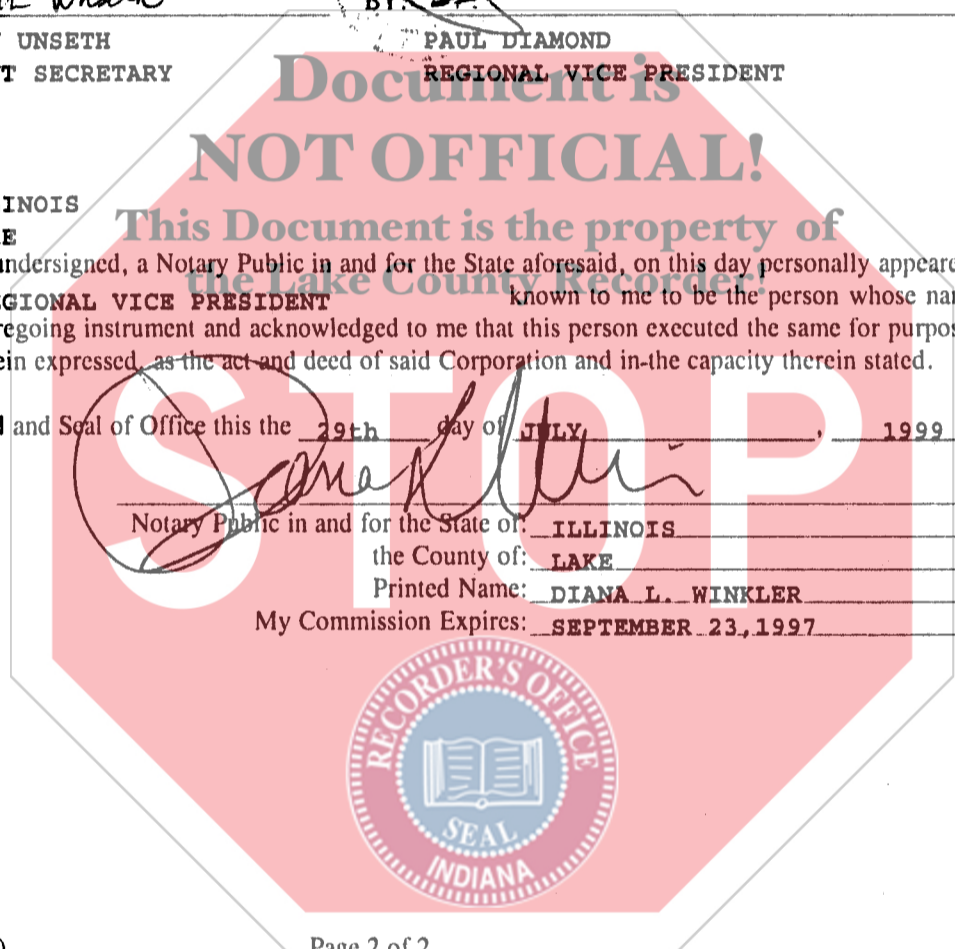 BY:
UNSETH PAUL DIAMOND
T SECRETARY REGIONAL VICE PRESIDENT
Document is
NOT OFFICIAL!
INOIS
This Document is the property of
E
undersigned, a Notary Public in and for the State aforesaid, on this day personally appeare
the Lake County Recorder!
GIONAL VICE PRESIDENT known to me to be the person whose nar
regoing instrument and acknowledged to me that this person executed the same for purpos
ein expressed, as the act and deed of said Corporation and in the capacity therein stated.
STOP
and Seal of Office this the 29th day of JULY , 1999
Notary Public in and for the State of: ILLINOIS
the County of: LAKE
Printed Name: DIANA L. WINKLER
My Commission Expires: SEPTEMBER 23,1997
RECORDER'S OFFICE
SEAL
INDIANA
Page 2 of 2